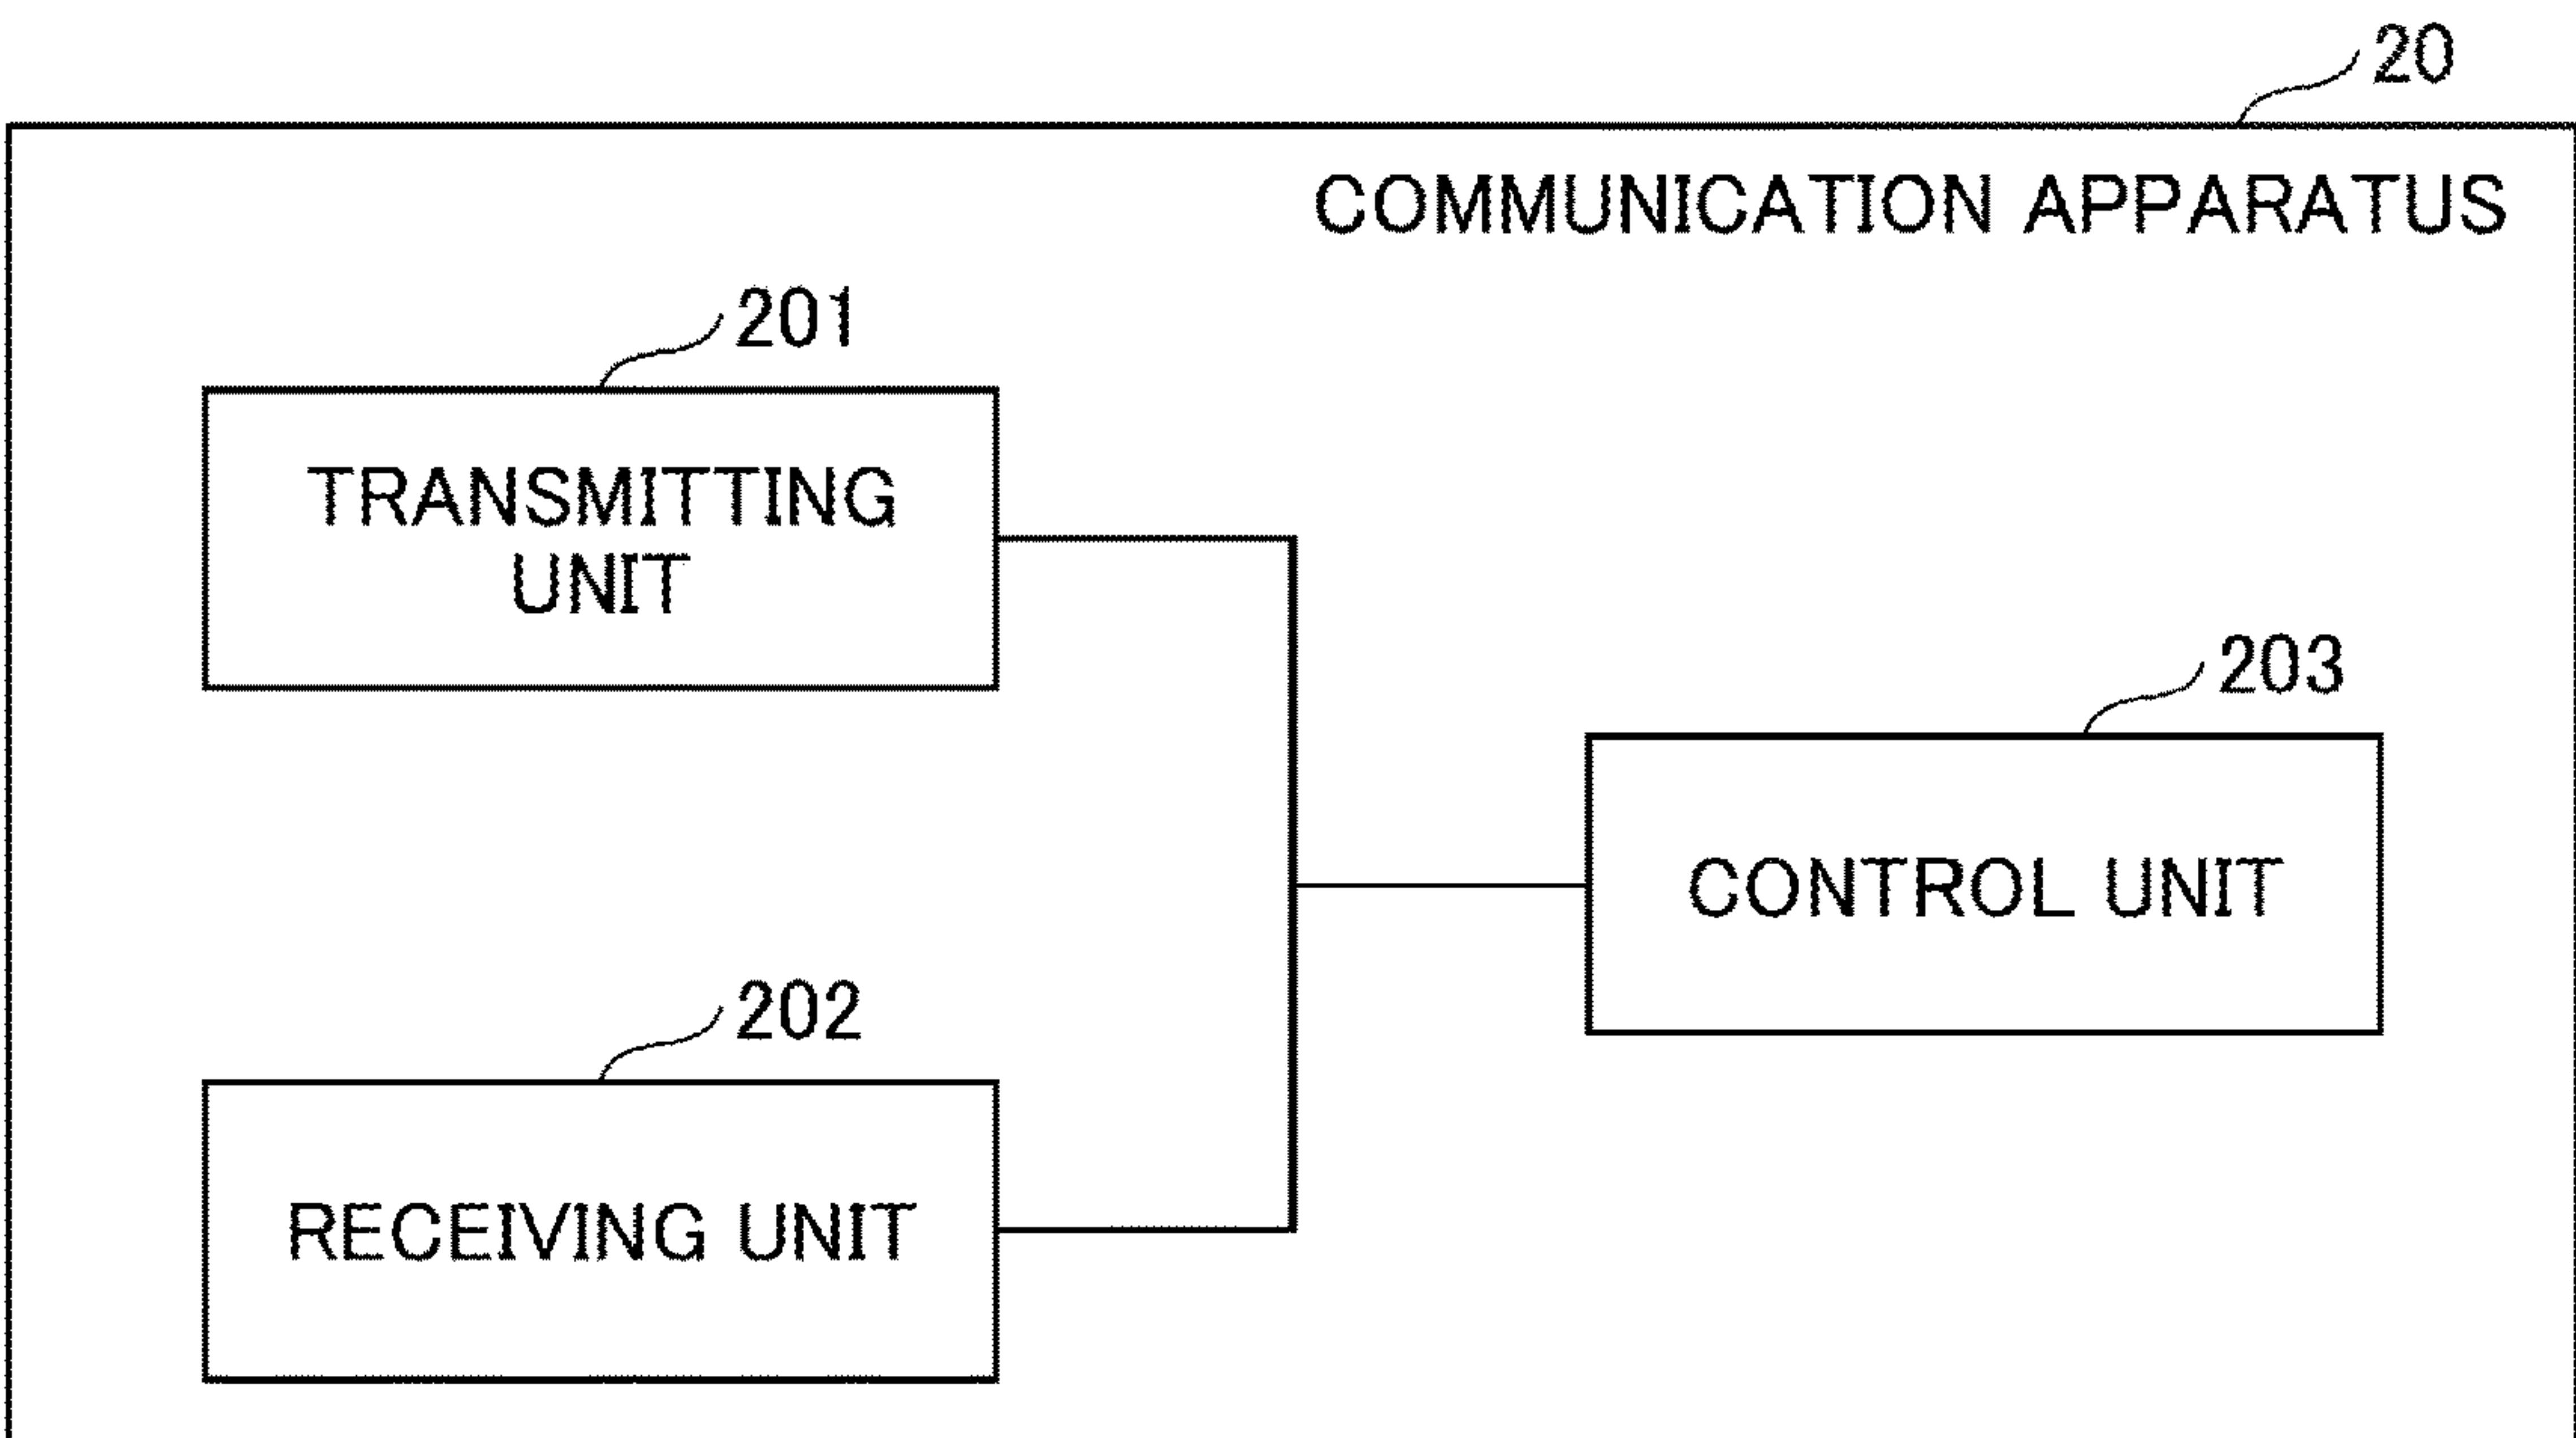 20
COMMUNICATION APPARATUS
201
TRANSMITTING
UNIT
203
CONTROL UNIT
202
RECEIVING UNIT